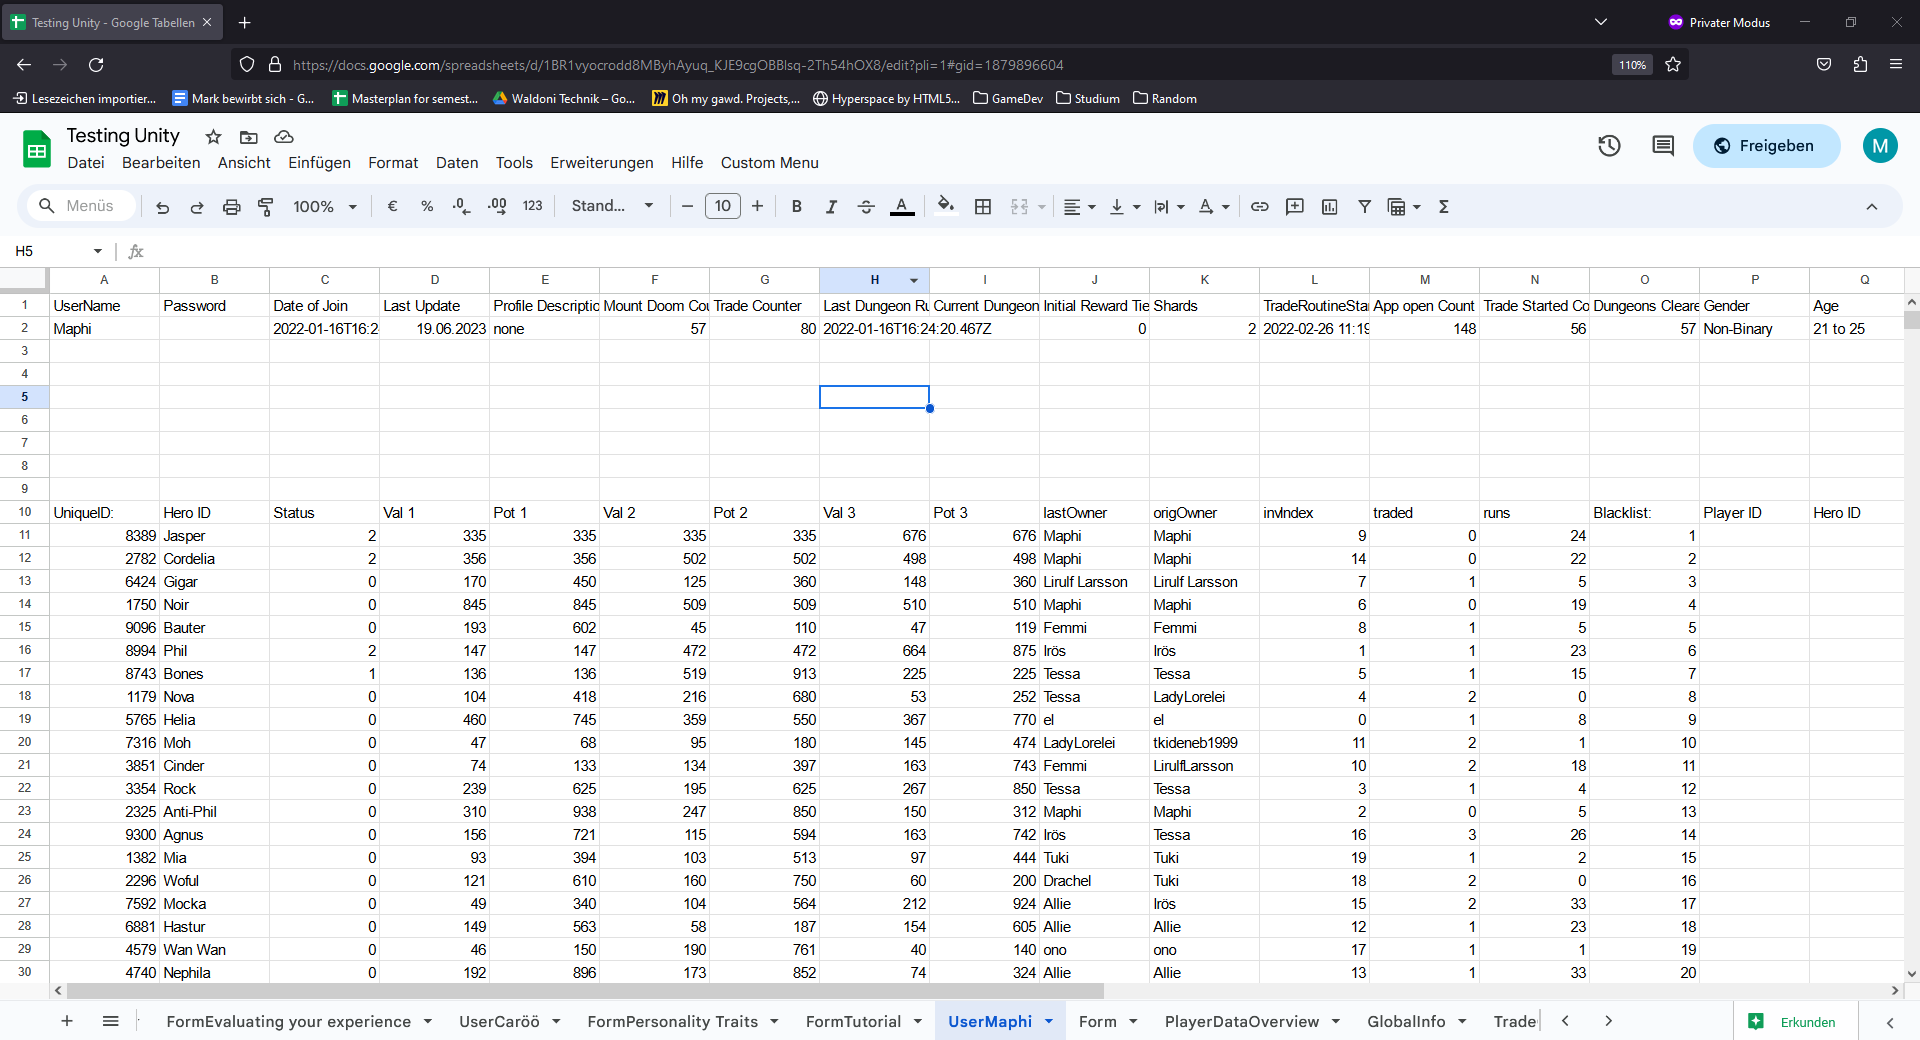 Testing Unity - Google Tabellen
Privater Modus
https://docs.google.com/spreadsheets/d/1BR1vyocrodd8MByhAyuq_KJE9cgOBBlsq-2Th54hOX8/edit?pli=1#gid=1879896604
110%
Lesezeichen importier... Mark bewirbt sich - G... Masterplan for semest... Waldoni Technik – Go... Oh my gawd. Projects,... Hyperspace by HTML5... GameDev Studium Random
Testing Unity
Datei Bearbeiten Ansicht Einfügen Format Daten Tools Erweiterungen Hilfe Custom Menu
Freigeben
M
Menüs 100% € % .0 .00 123 Stand... 10 B I A
H5 fx
A B C D E F G H I J K L M N O P Q
1 UserName Password Date of Join Last Update Profile Descriptio Mount Doom Cou Trade Counter Last Dungeon Ru Current Dungeon Initial Reward Tie Shards TradeRoutineStar App open Count Trade Started Co Dungeons Cleare Gender Age
2 Maphi 2022-01-16T16:24 19.06.2023 none 57 80 2022-01-16T16:24:20.467Z 0 2 2022-02-26 11:19 148 56 57 Non-Binary 21 to 25
3
4
5
6
7
8
9
10 UniqueID: Hero ID Status Val 1 Pot 1 Val 2 Pot 2 Val 3 Pot 3 lastOwner origOwner invIndex traded runs Blacklist: Player ID Hero ID
11 8389 Jasper 2 335 335 335 335 676 676 Maphi Maphi 9 0 24 1
12 2782 Cordelia 2 356 356 502 502 498 498 Maphi Maphi 14 0 22 2
13 6424 Gigar 0 170 450 125 360 148 360 Lirulf Larsson Lirulf Larsson 7 1 5 3
14 1750 Noir 0 845 845 509 509 510 510 Maphi Maphi 6 0 19 4
15 9096 Bauter 0 193 602 45 110 47 119 Femmi Femmi 8 1 5 5
16 8994 Phil 2 147 147 472 472 664 875 Irös Irös 1 1 23 6
17 8743 Bones 1 136 136 519 913 225 225 Tessa Tessa 5 1 15 7
18 1179 Nova 0 104 418 216 680 53 252 Tessa LadyLorelei 4 2 0 8
19 5765 Helia 0 460 745 359 550 367 770 el el 0 1 8 9
20 7316 Moh 0 47 68 95 180 145 474 LadyLorelei tkideneb1999 11 2 1 10
21 3851 Cinder 0 74 133 134 397 163 743 Femmi LirulfLarsson 10 2 18 11
22 3354 Rock 0 239 625 195 625 267 850 Tessa Tessa 3 1 4 12
23 2325 Anti-Phil 0 310 938 247 850 150 312 Maphi Maphi 2 0 5 13
24 9300 Agnus 0 156 721 115 594 163 742 Irös Tessa 16 3 26 14
25 1382 Mia 0 93 394 103 513 97 444 Tuki Tuki 19 1 2 15
26 2296 Woful 0 121 610 160 750 60 200 Drachel Tuki 18 2 0 16
27 7592 Mocka 0 49 340 104 564 212 924 Allie Irös 15 2 33 17
28 6881 Hastur 0 149 563 58 187 154 605 Allie Allie 12 1 23 18
29 4579 Wan Wan 0 46 150 190 761 40 140 ono ono 17 1 1 19
30 4740 Nephila 0 192 896 173 852 74 324 Allie Allie 13 1 33 20
FormEvaluating your experience UserCaröö FormPersonality Traits FormTutorial UserMaphi Form PlayerDataOverview GlobalInfo Trade Erkunden